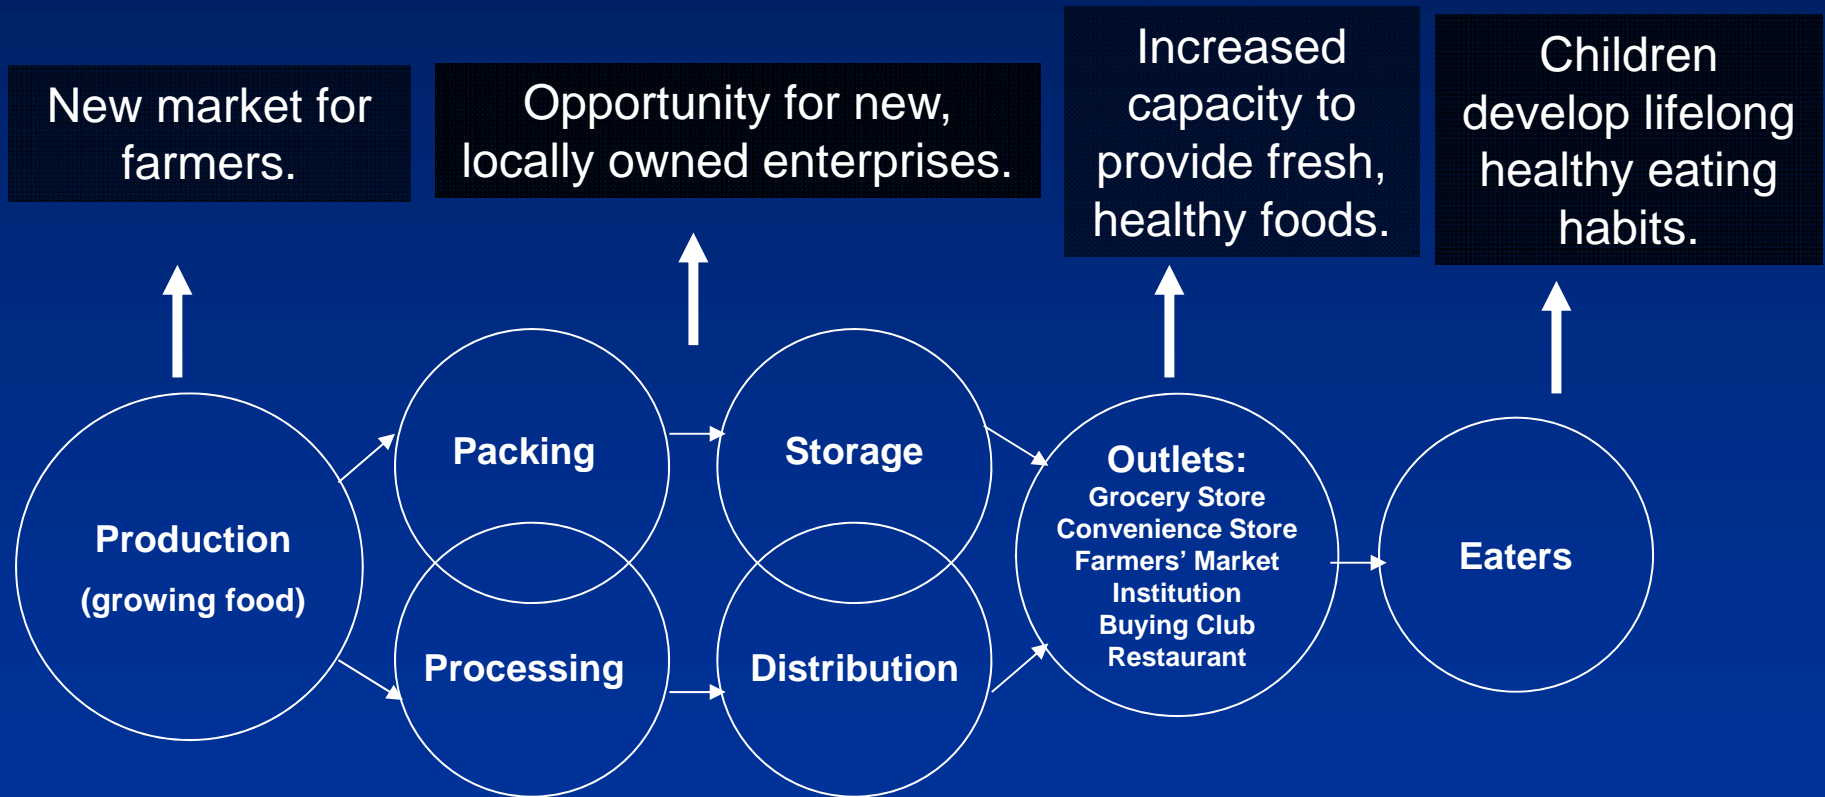 New market for
farmers.
Opportunity for new,
locally owned enterprises.
Increased
capacity to
provide fresh,
healthy foods.
Children
develop lifelong
healthy eating
habits.
Production
(growing food)
Packing
Processing
Storage
Distribution
Outlets:
Grocery Store
Convenience Store
Farmers’ Market
Institution
Buying Club
Restaurant
Eaters